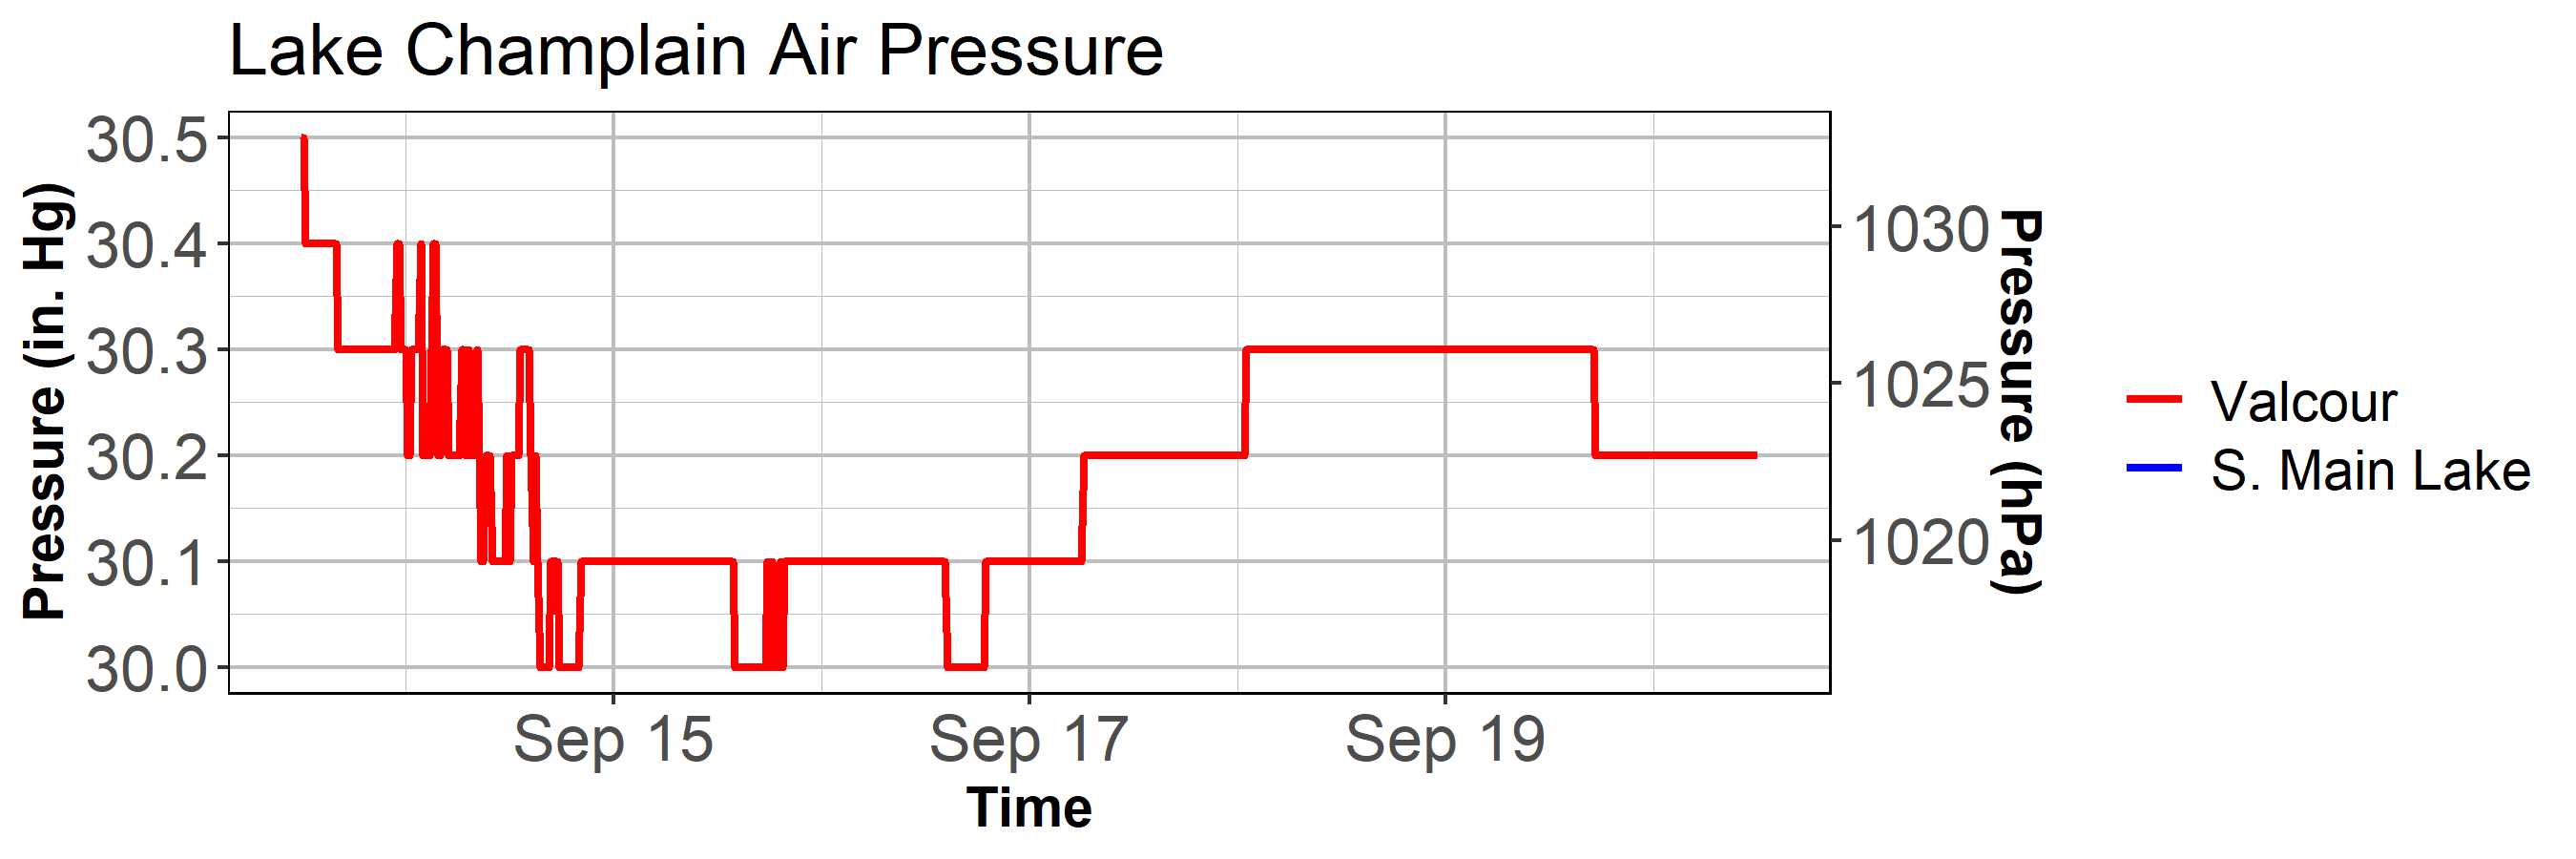 Lake Champlain Air Pressure
Pressure (in. Hg)
30.5
30.4
30.3
30.2
30.1
30.0
1030
1025
1020
Pressure (hPa)
Sep 15
Sep 17
Sep 19
Time
Valcour
S. Main Lake